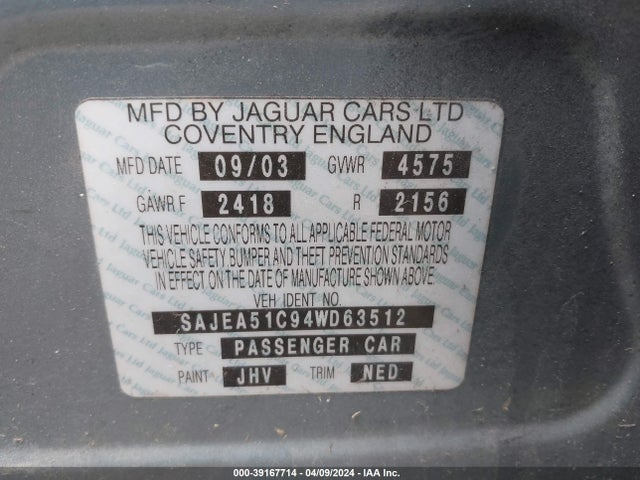 MFD BY JAGUAR CARS LTD
COVENTRY ENGLAND
MFD DATE 09/03 GVWR 4575
GAWR F 2418 R 2156
THIS VEHICLE CONFORMS TO ALL APPLICABLE FEDERAL MOTOR
VEHICLE SAFETY BUMPER AND THEFT PREVENTION STANDARDS
IN EFFECT ON THE DATE OF MANUFACTURE SHOWN ABOVE.
VEH IDENT NO.
SAJEA51C94WD63512
TYPE PASSENGER CAR
PAINT JHV TRIM NED
000-39167714 - 04/09/2024 - IAA Inc.